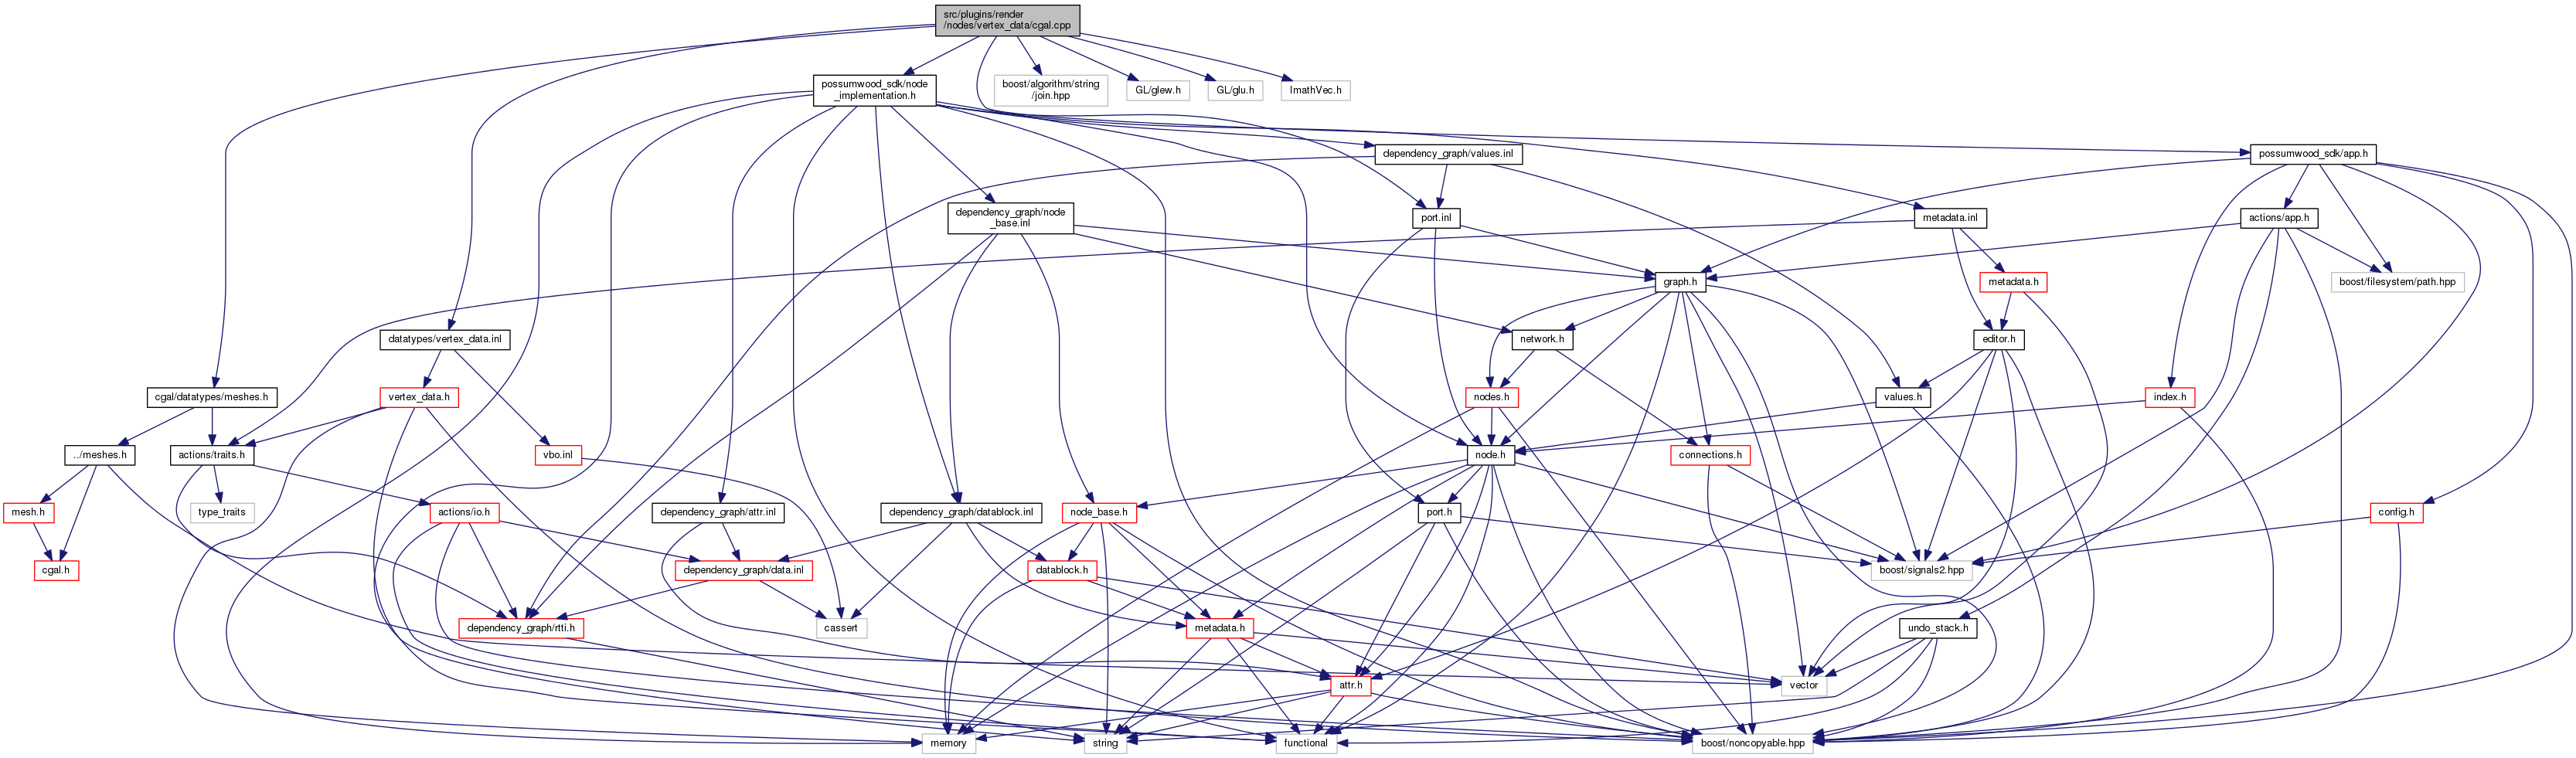 src/plugins/render
/nodes/vertex_data/cgal.cpp
possumwood_sdk/node
_implementation.h
boost/algorithm/string
/join.hpp
GL/glew.h
GL/glu.h
ImathVec.h
dependency_graph/values.inl
possumwood_sdk/app.h
dependency_graph/node
_base.inl
port.inl
metadata.inl
actions/app.h
graph.h
metadata.h
boost/filesystem/path.hpp
datatypes/vertex_data.inl
network.h
editor.h
cgal/datatypes/meshes.h
vertex_data.h
nodes.h
values.h
index.h
../meshes.h
actions/traits.h
vbo.inl
node.h
connections.h
mesh.h
type_traits
actions/io.h
dependency_graph/attr.inl
dependency_graph/datablock.inl
node_base.h
port.h
config.h
cgal.h
dependency_graph/data.inl
datablock.h
boost/signals2.hpp
dependency_graph/rtti.h
cassert
metadata.h
undo_stack.h
attr.h
vector
memory
string
functional
boost/noncopyable.hpp